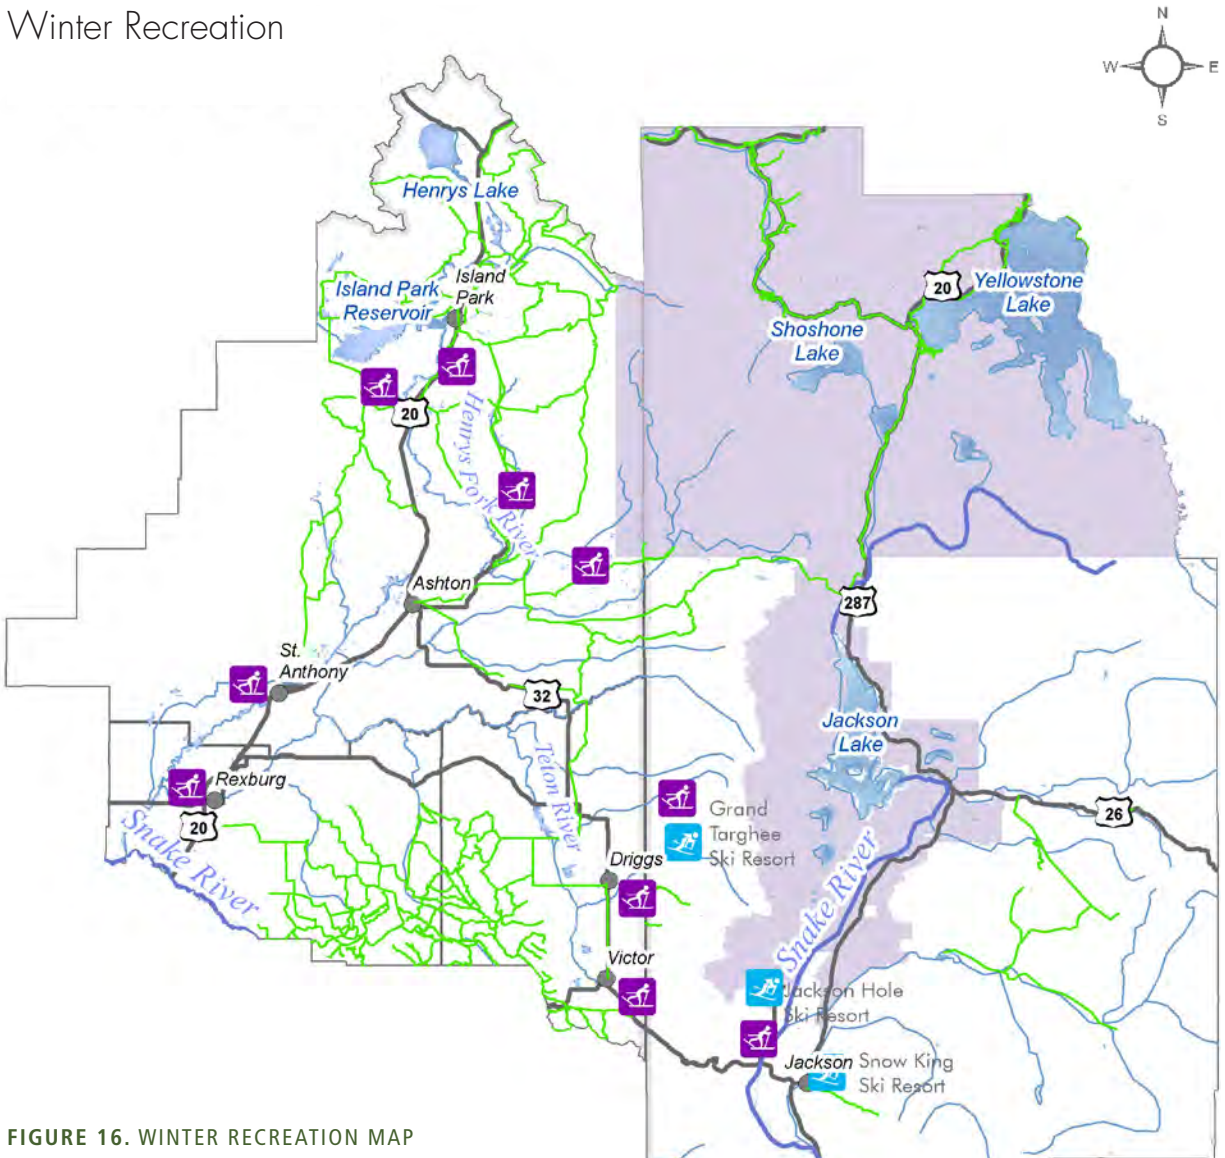 Winter Recreation
N
W
E
S
Henrys Lake
Island
Park
Island Park
Reservoir
20
Yellowstone
Lake
Shoshone
Lake
20
Henrys Fork River
Ashton
287
St.
Anthony
32
Jackson
Lake
Teton River
Rexburg
20
Snake River
Grand
Targhee
Ski Resort
26
Driggs
Snake River
Victor
Jackson Hole
Ski Resort
Jackson
Snow King
Ski Resort
FIGURE 16. WINTER RECREATION MAP